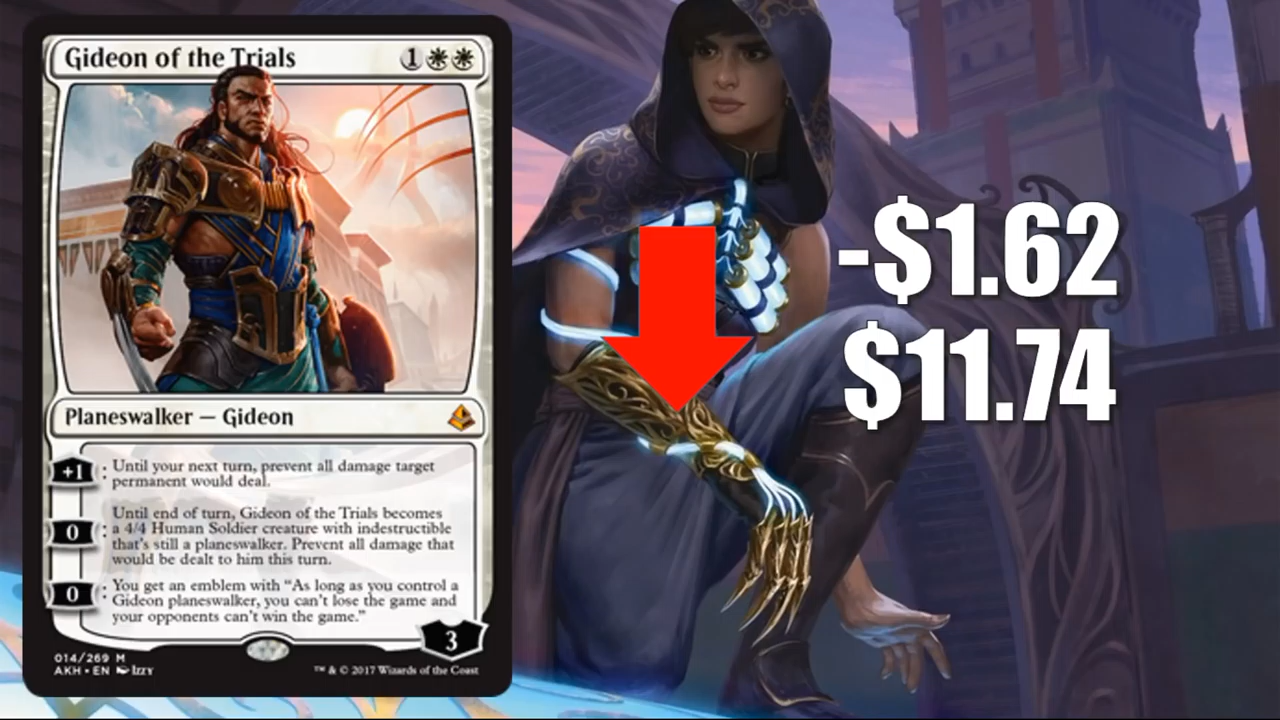 Gideon of the Trials 1
Planeswalker — Gideon
+1 : Until your next turn, prevent all damage target
permanent would deal.
0 : Until end of turn, Gideon of the Trials becomes
a 4/4 Human Soldier creature with indestructible
that's still a planeswalker. Prevent all damage that
would be dealt to him this turn.
0 : You get an emblem with “As long as you control a
Gideon planeswalker, you can't lose the game and
your opponents can't win the game.”
3
014/269 M
AKH • EN Izzy
™ & © 2017 Wizards of the Coast
-$1.62
$11.74